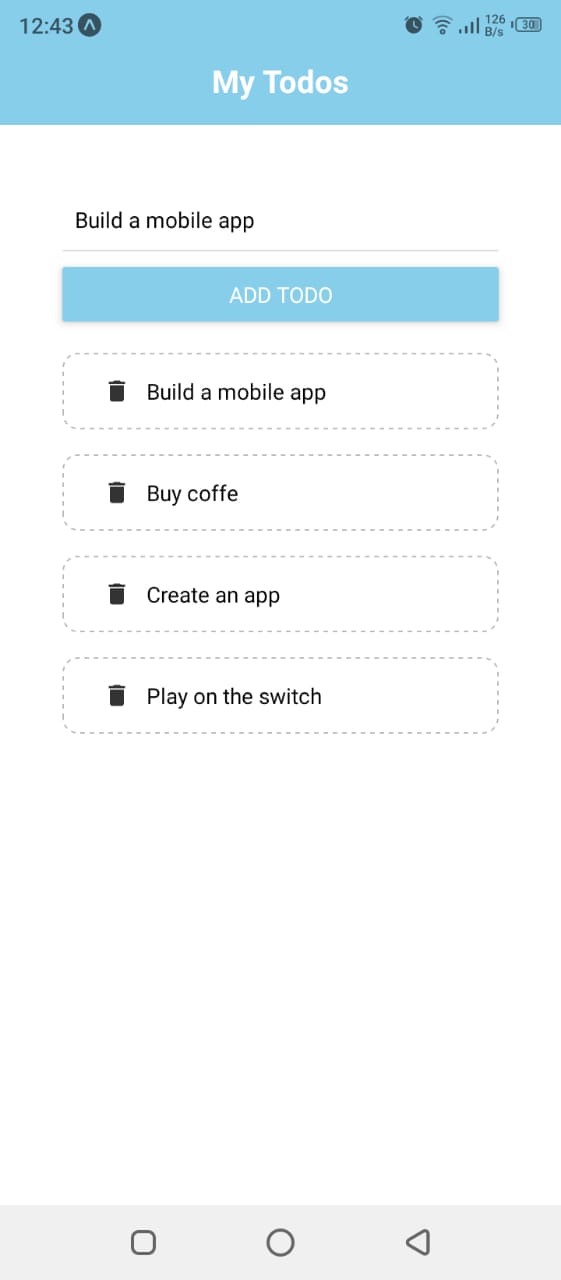 12:43
126
B/s
30
My Todos
Build a mobile app
ADD TODO
Build a mobile app
Buy coffe
Create an app
Play on the switch